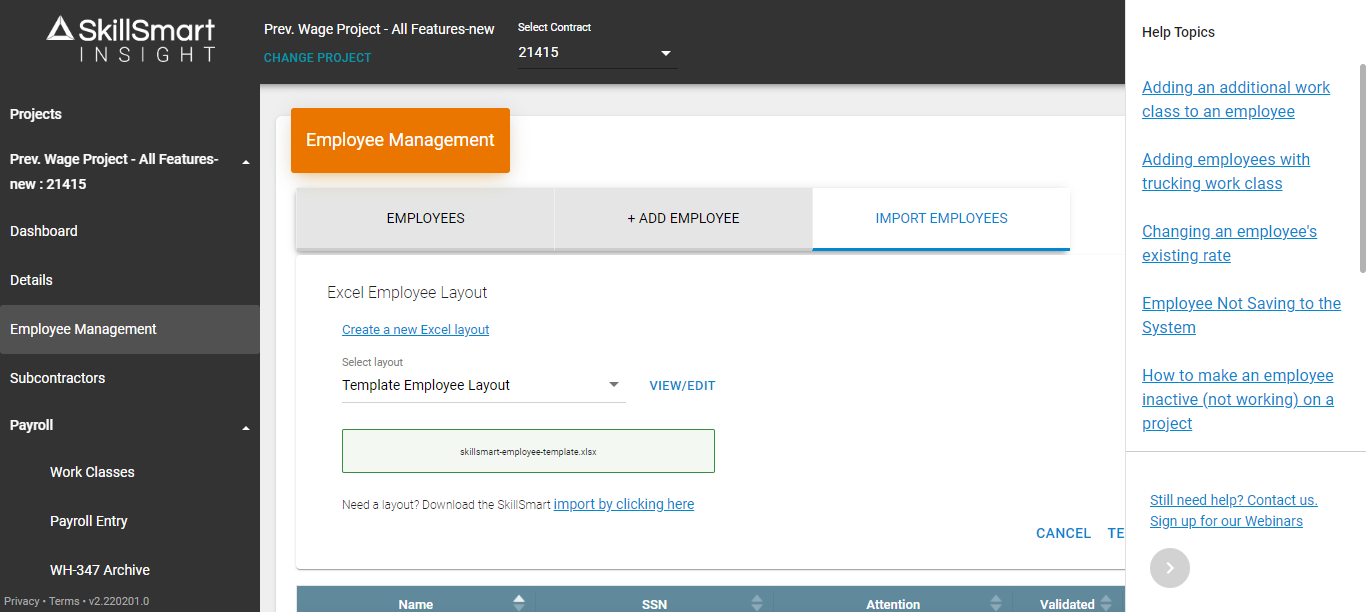 SkillSmart
INSIGHT
Prev. Wage Project - All Features-new
CHANGE PROJECT
Select Contract
21415
Projects
Prev. Wage Project - All Features-
new : 21415
Dashboard
Details
Employee Management
Subcontractors
Payroll
Work Classes
Payroll Entry
WH-347 Archive
Privacy • Terms • v2.220201.0
Employee Management
EMPLOYEES
+ ADD EMPLOYEE
IMPORT EMPLOYEES
Excel Employee Layout
Create a new Excel layout
Select layout
Template Employee Layout
VIEW/EDIT
skillsmart-employee-template.xlsx
Need a layout? Download the SkillSmart import by clicking here
CANCEL TE
Name SSN Attention Validated
Help Topics
Adding an additional work
class to an employee
Adding employees with
trucking work class
Changing an employee's
existing rate
Employee Not Saving to the
System
How to make an employee
inactive (not working) on a
project
Still need help? Contact us.
Sign up for our Webinars